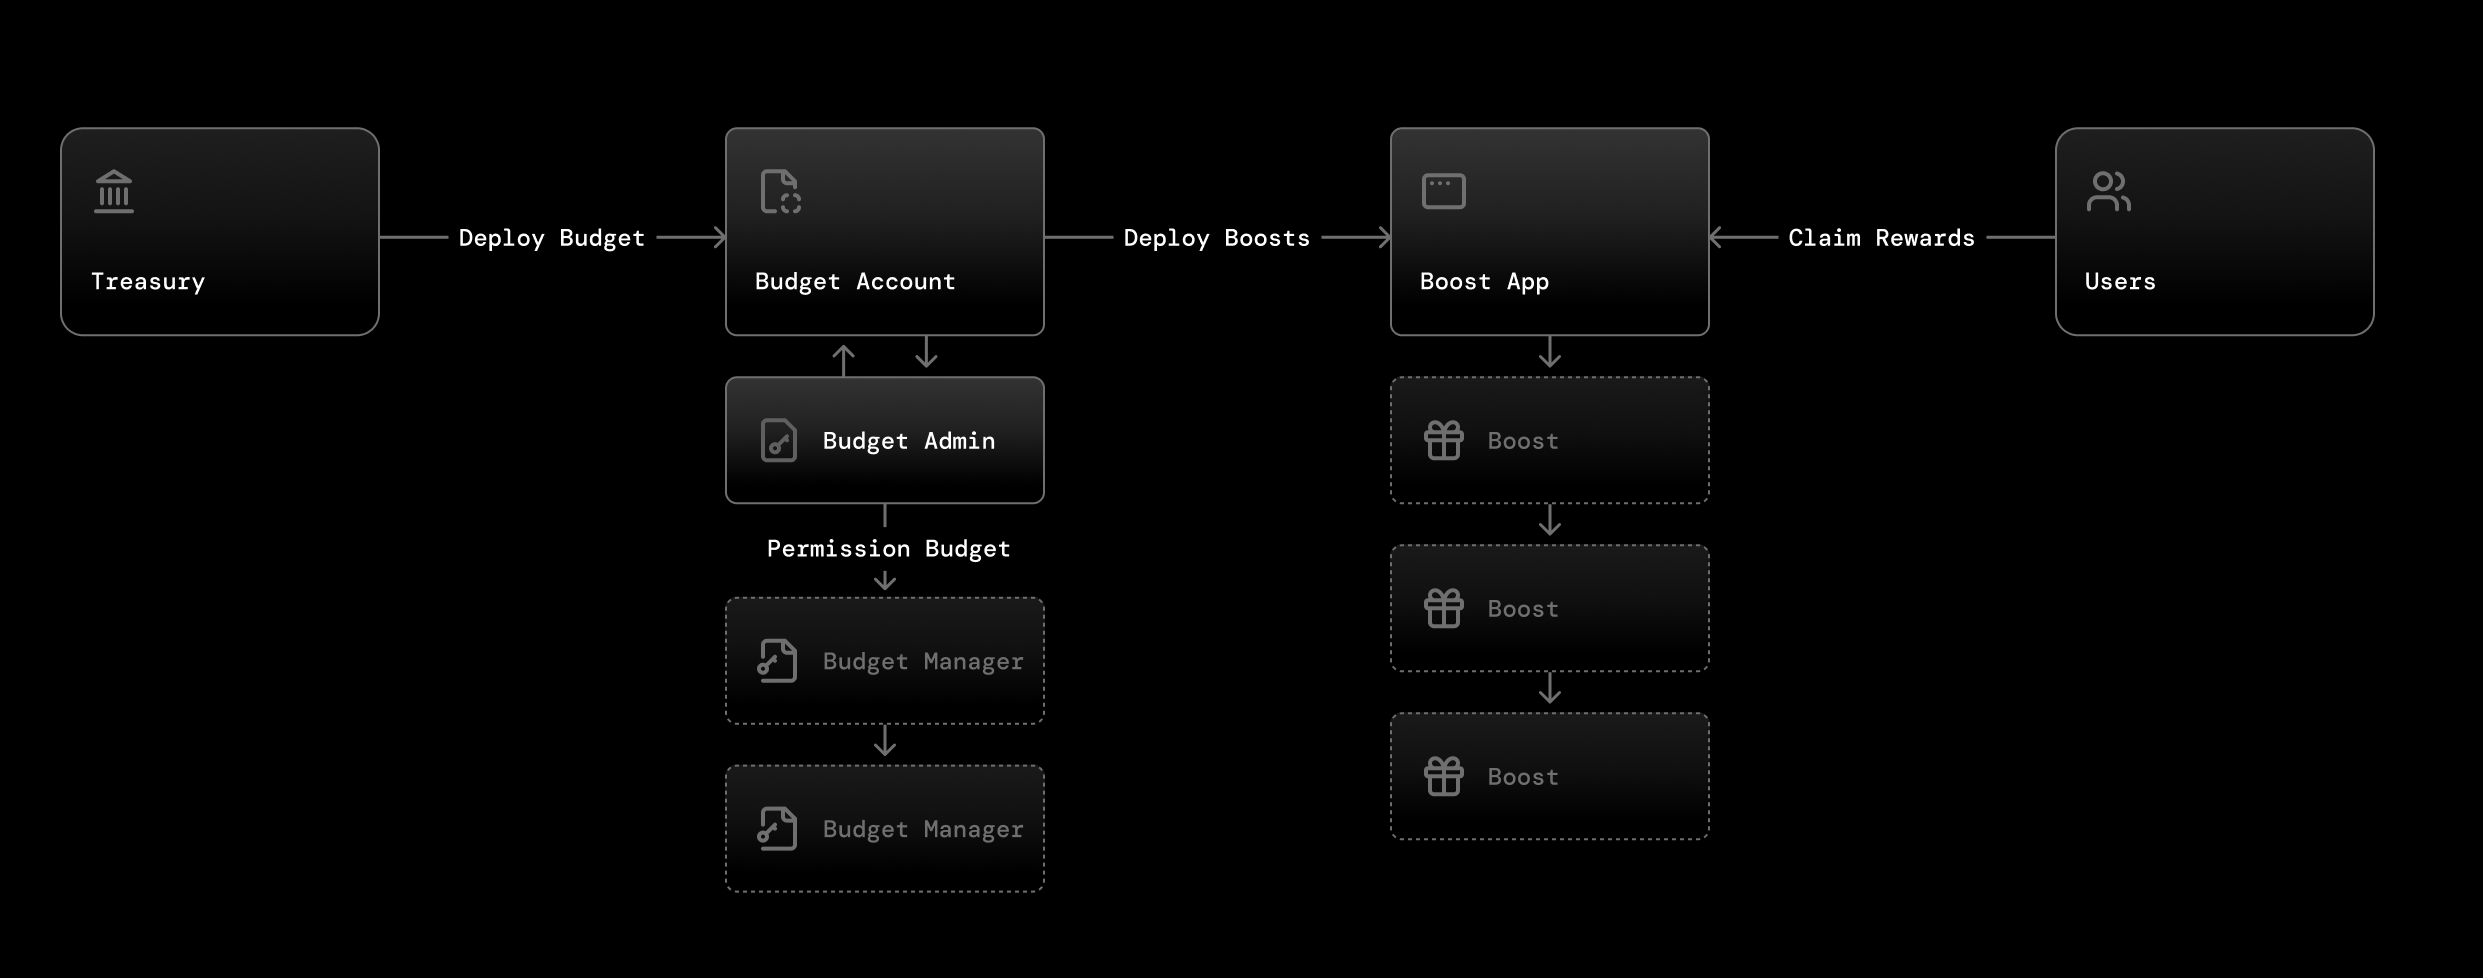 Treasury
Deploy Budget
Budget Account
Deploy Boosts
Boost App
Claim Rewards
Users
Budget Admin
Permission Budget
Budget Manager
Budget Manager
Boost
Boost
Boost